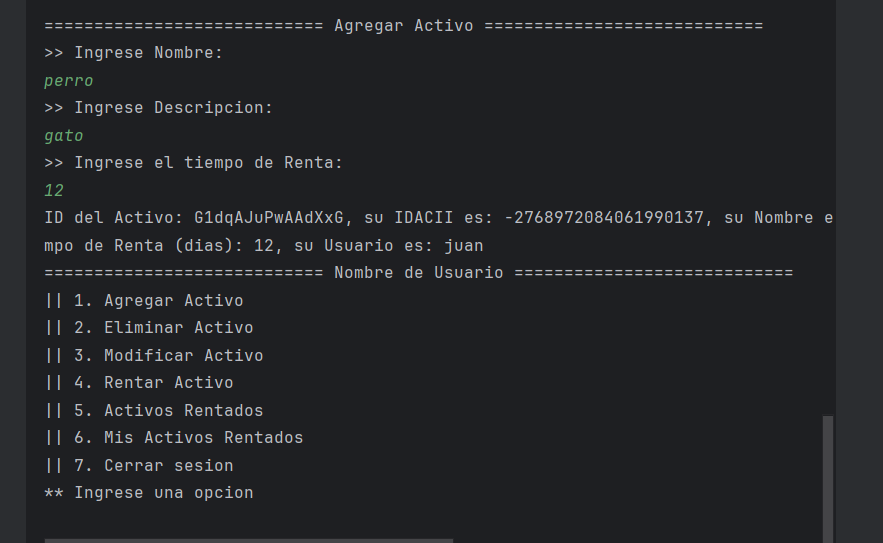 ============================ Agregar Activo ============================
>> Ingrese Nombre:
perro
>> Ingrese Descripcion:
gato
>> Ingrese el tiempo de Renta:
12
ID del Activo: G1dqAJuPwAAdXxG, su IDACII es: -2768972084061990137, su Nombre e
mpo de Renta (dias): 12, su Usuario es: juan
============================ Nombre de Usuario ============================
|| 1. Agregar Activo
|| 2. Eliminar Activo
|| 3. Modificar Activo
|| 4. Rentar Activo
|| 5. Activos Rentados
|| 6. Mis Activos Rentados
|| 7. Cerrar sesion
** Ingrese una opcion